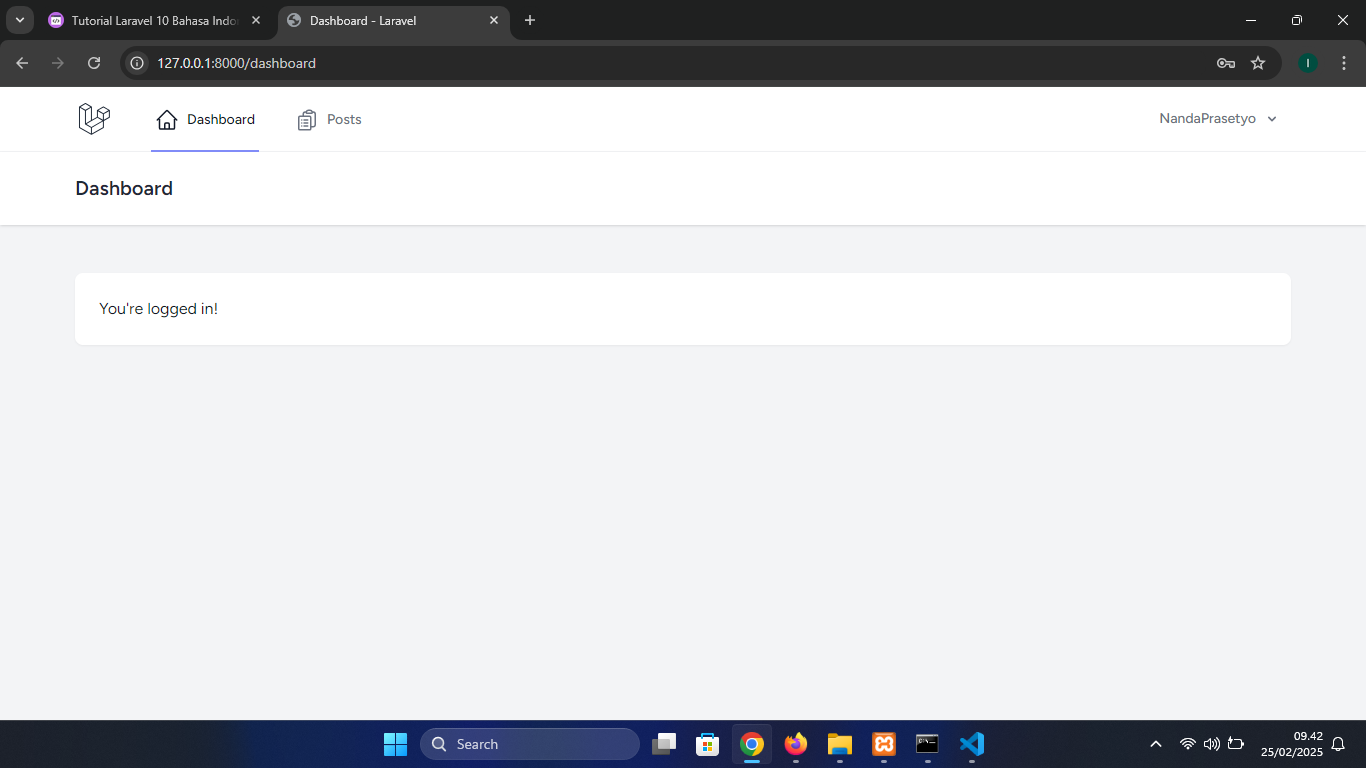 Tutorial Laravel 10 Bahasa Indo
Dashboard - Laravel
127.0.0.1:8000/dashboard
I
Dashboard
Posts
NandaPrasetyo
Dashboard
You're logged in!
Search
09.42
25/02/2025